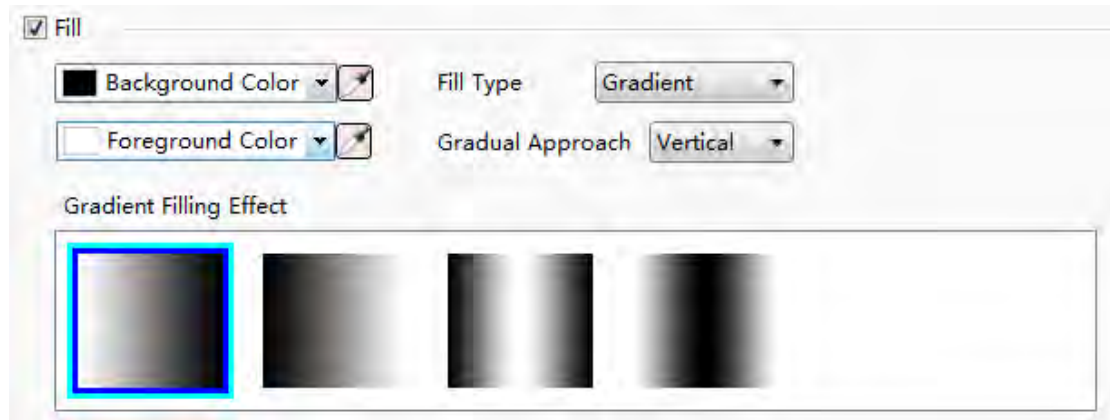 Fill
Background Color Fill Type Gradient
Foreground Color Gradual Approach Vertical
Gradient Filling Effect